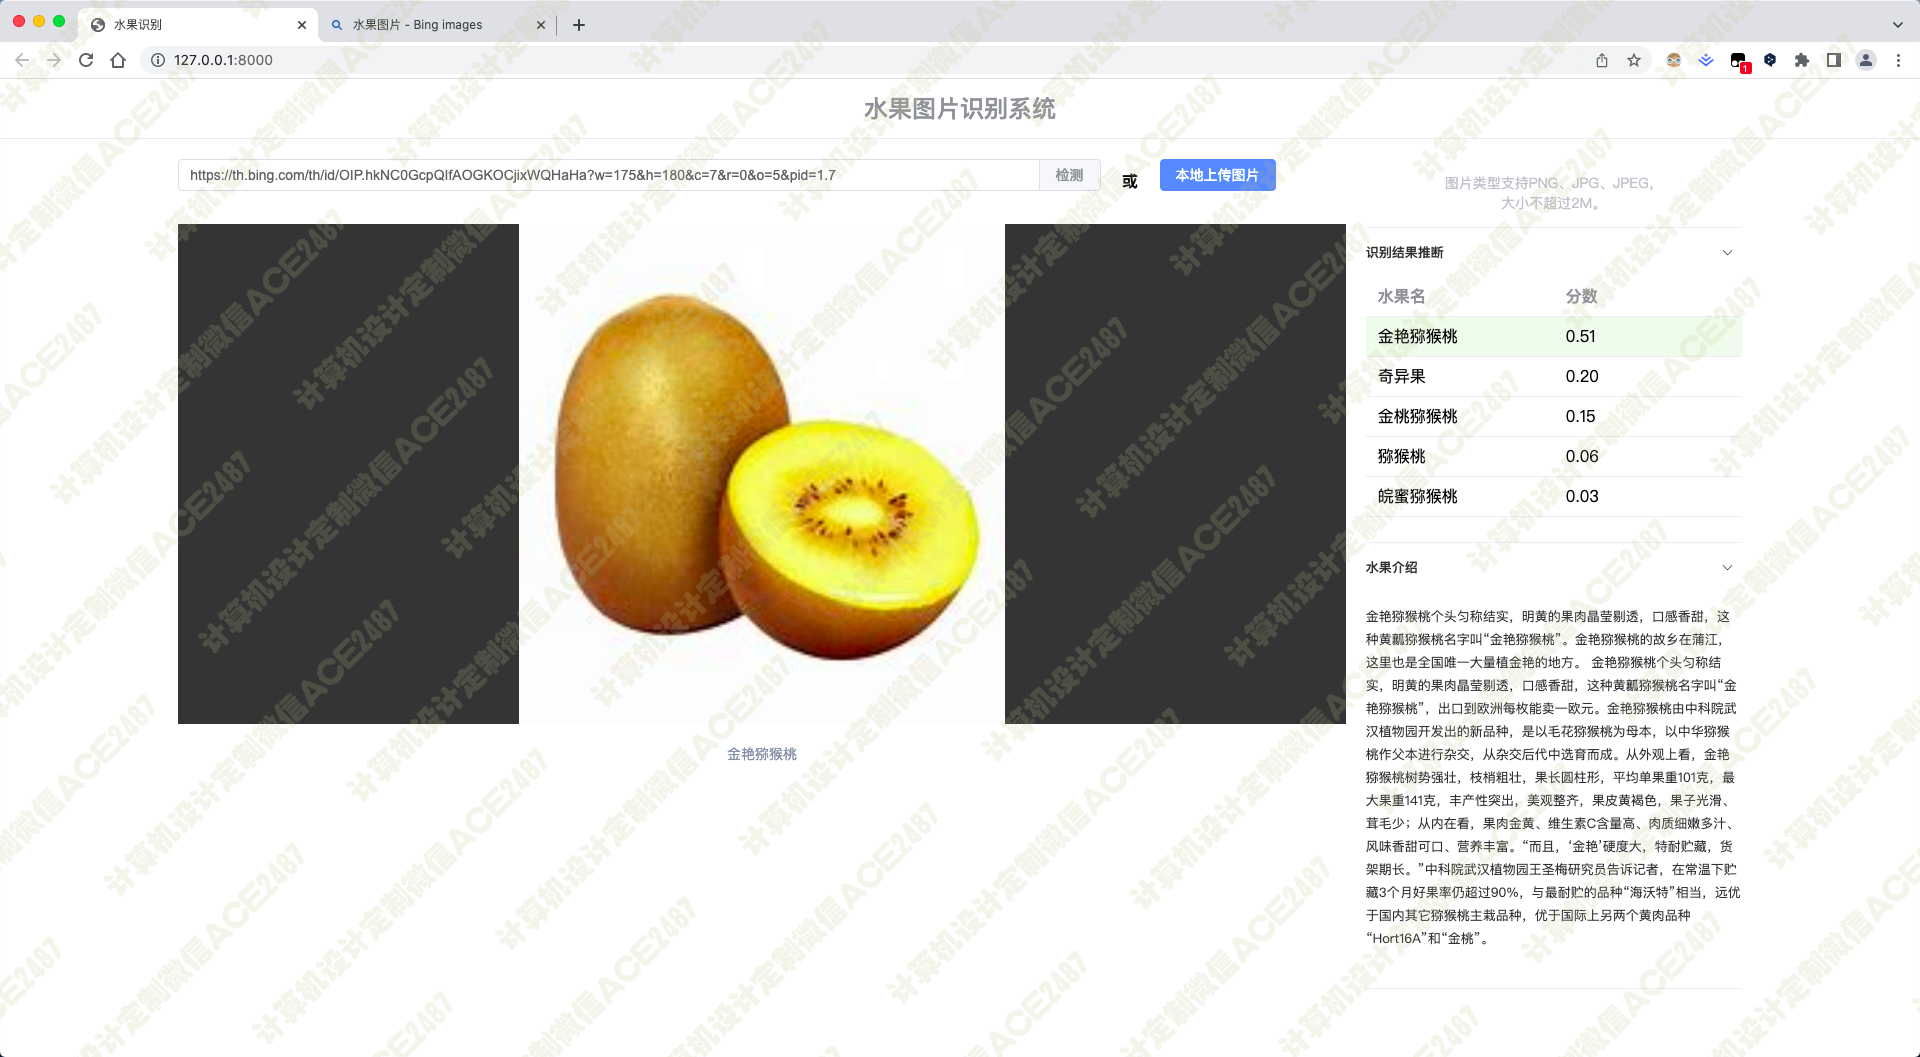 水果识别
水果图片 - Bing images
127.0.0.1:8000
1
水果图片识别系统
https://th.bing.com/th/id/OIP.hkNC0GcpQIfAOGKOCjixWQHaHa?w=175&h=180&c=7&r=0&o=5&pid=1.7
检测
或
本地上传图片
图片类型支持PNG、JPG、JPEG，
大小不超过2M。
识别结果推断
水果名 分数
金艳猕猴桃 0.51
奇异果 0.20
金桃猕猴桃 0.15
猕猴桃 0.06
皖蜜猕猴桃 0.03
水果介绍
金艳猕猴桃个头匀称结实，明黄的果肉晶莹剔透，口感香甜，这
种黄瓤猕猴桃名字叫“金艳猕猴桃”。金艳猕猴桃的故乡在蒲江，
这里也是全国唯一大量植金艳的地方。 金艳猕猴桃个头匀称结
实，明黄的果肉晶莹剔透，口感香甜，这种黄瓤猕猴桃名字叫“金
艳猕猴桃”，出口到欧洲每枚能卖一欧元。金艳猕猴桃由中科院武
汉植物园开发出的新品种，是以毛花猕猴桃为母本，以中华猕猴
桃作父本进行杂交，从杂交后代中选育而成。从外观上看，金艳
猕猴桃树势强壮，枝梢粗壮，果长圆柱形，平均单果重101克，最
大果重141克，丰产性突出，美观整齐，果皮黄褐色，果子光滑、
茸毛少；从内在看，果肉金黄、维生素C含量高、肉质细嫩多汁、
风味香甜可口、营养丰富。“而且，‘金艳’硬度大，特耐贮藏，货
架期长。”中科院武汉植物园王圣梅研究员告诉记者，在常温下贮
藏3个月好果率仍超过90%，与最耐贮的品种“海沃特”相当，远优
于国内其它猕猴桃主栽品种，优于国际上另两个黄肉品种
“Hort16A”和“金桃”。
金艳猕猴桃
计算机设计定制微信ACE2487